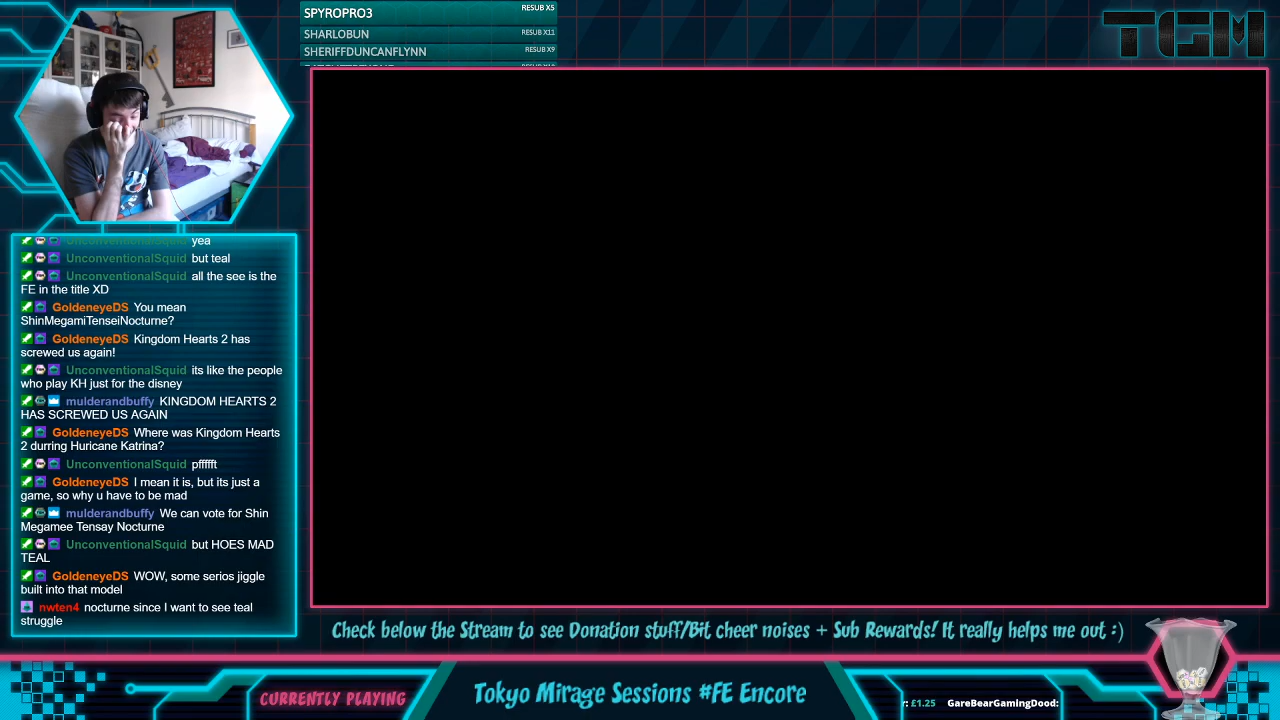 SPYROPRO3 RESUB X5
SHARLOBUN RESUB X11
SHERIFFDUNCANFLYNN RESUB X9
TGM
UnconventionalSquid yea
UnconventionalSquid but teal
UnconventionalSquid all the see is the
FE in the title XD
GoldeneyeDS You mean
ShinMegamiTenseiNocturne?
GoldeneyeDS Kingdom Hearts 2 has
screwed us again!
UnconventionalSquid its like the people
who play KH just for the disney
mulderandbuffy KINGDOM HEARTS 2
HAS SCREWED US AGAIN
GoldeneyeDS Where was Kingdom Hearts
2 durring Huricane Katrina?
UnconventionalSquid pffffft
GoldeneyeDS I mean it is, but its just a
game, so why u have to be mad
mulderandbuffy We can vote for Shin
Megamee Tensay Nocturne
UnconventionalSquid but HOES MAD
TEAL
GoldeneyeDS WOW, some serios jiggle
built into that model
nwten4 nocturne since I want to see teal
struggle
Check below the Stream to see Donation stuff/Bit cheer noises + Sub Rewards! It really helps me out :)
CURRENTLY PLAYING
Tokyo Mirage Sessions #FE Encore
r: £1.25 GareBearGamingDood: